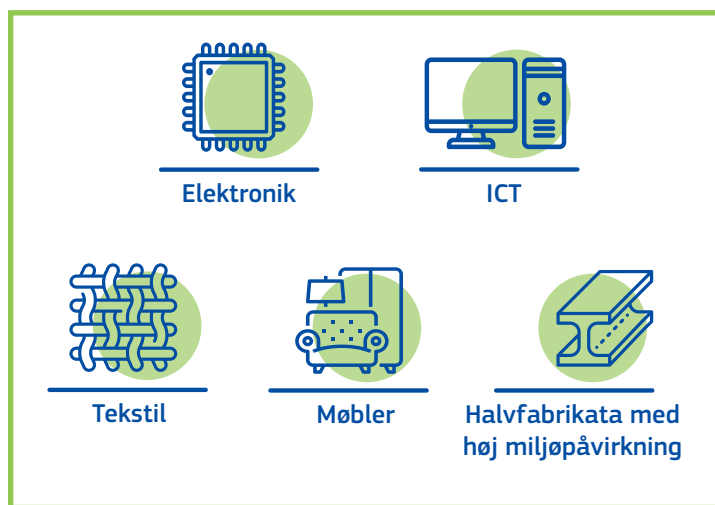 Elektronik
ICT
Tekstil
Møbler
Halvfabrikata med
høj miljøpåvirkning